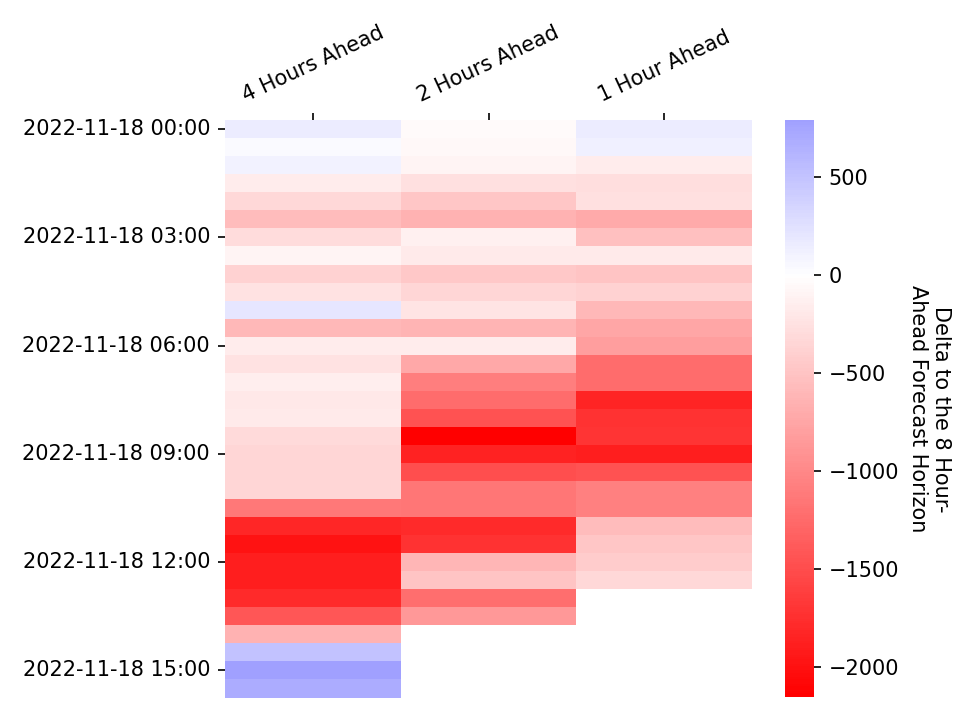 4 Hours Ahead
2 Hours Ahead
1 Hour Ahead
2022-11-18 00:00
2022-11-18 03:00
2022-11-18 06:00
2022-11-18 09:00
2022-11-18 12:00
2022-11-18 15:00
500
0
−500
−1000
−1500
−2000
Delta to the 8 Hour-
Ahead Forecast Horizon